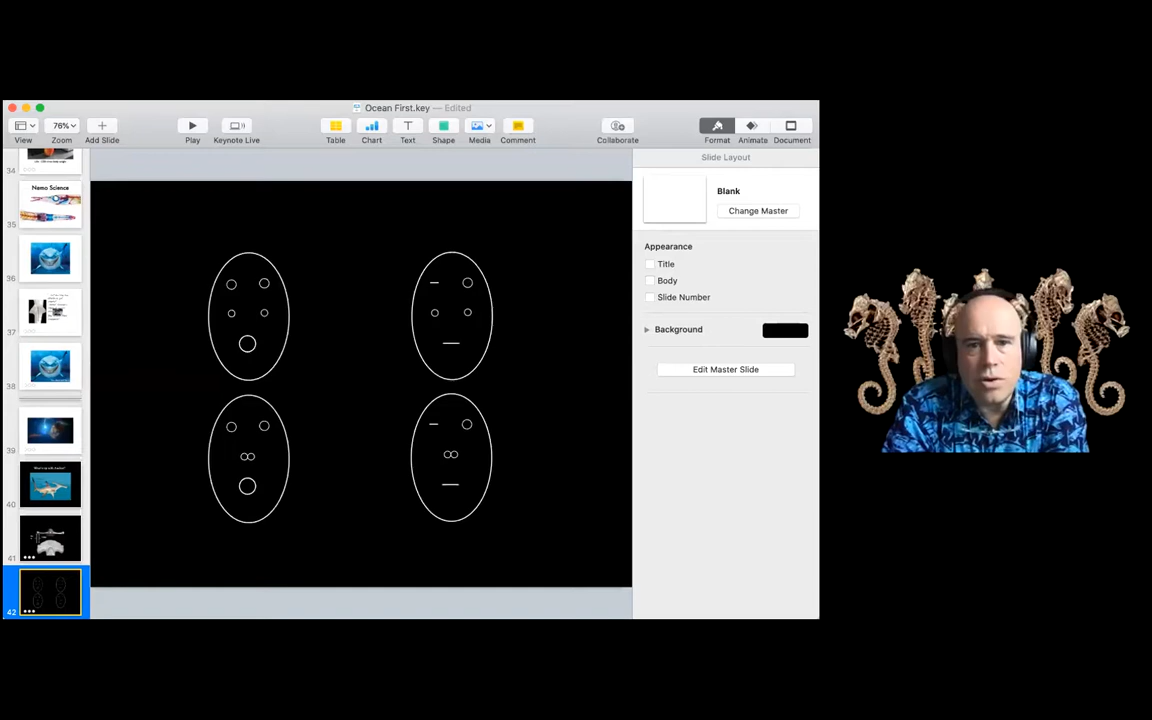 Ocean First.key — Edited
76%
View Zoom Add Slide Play Keynote Live Table Chart Text Shape Media Comment Collaborate Format Animate Document
Slide Layout
Blank
Change Master
Appearance
Title
Body
Slide Number
Background
Edit Master Slide
34
Nemo Science
35
36
37
38
39
40
41
42